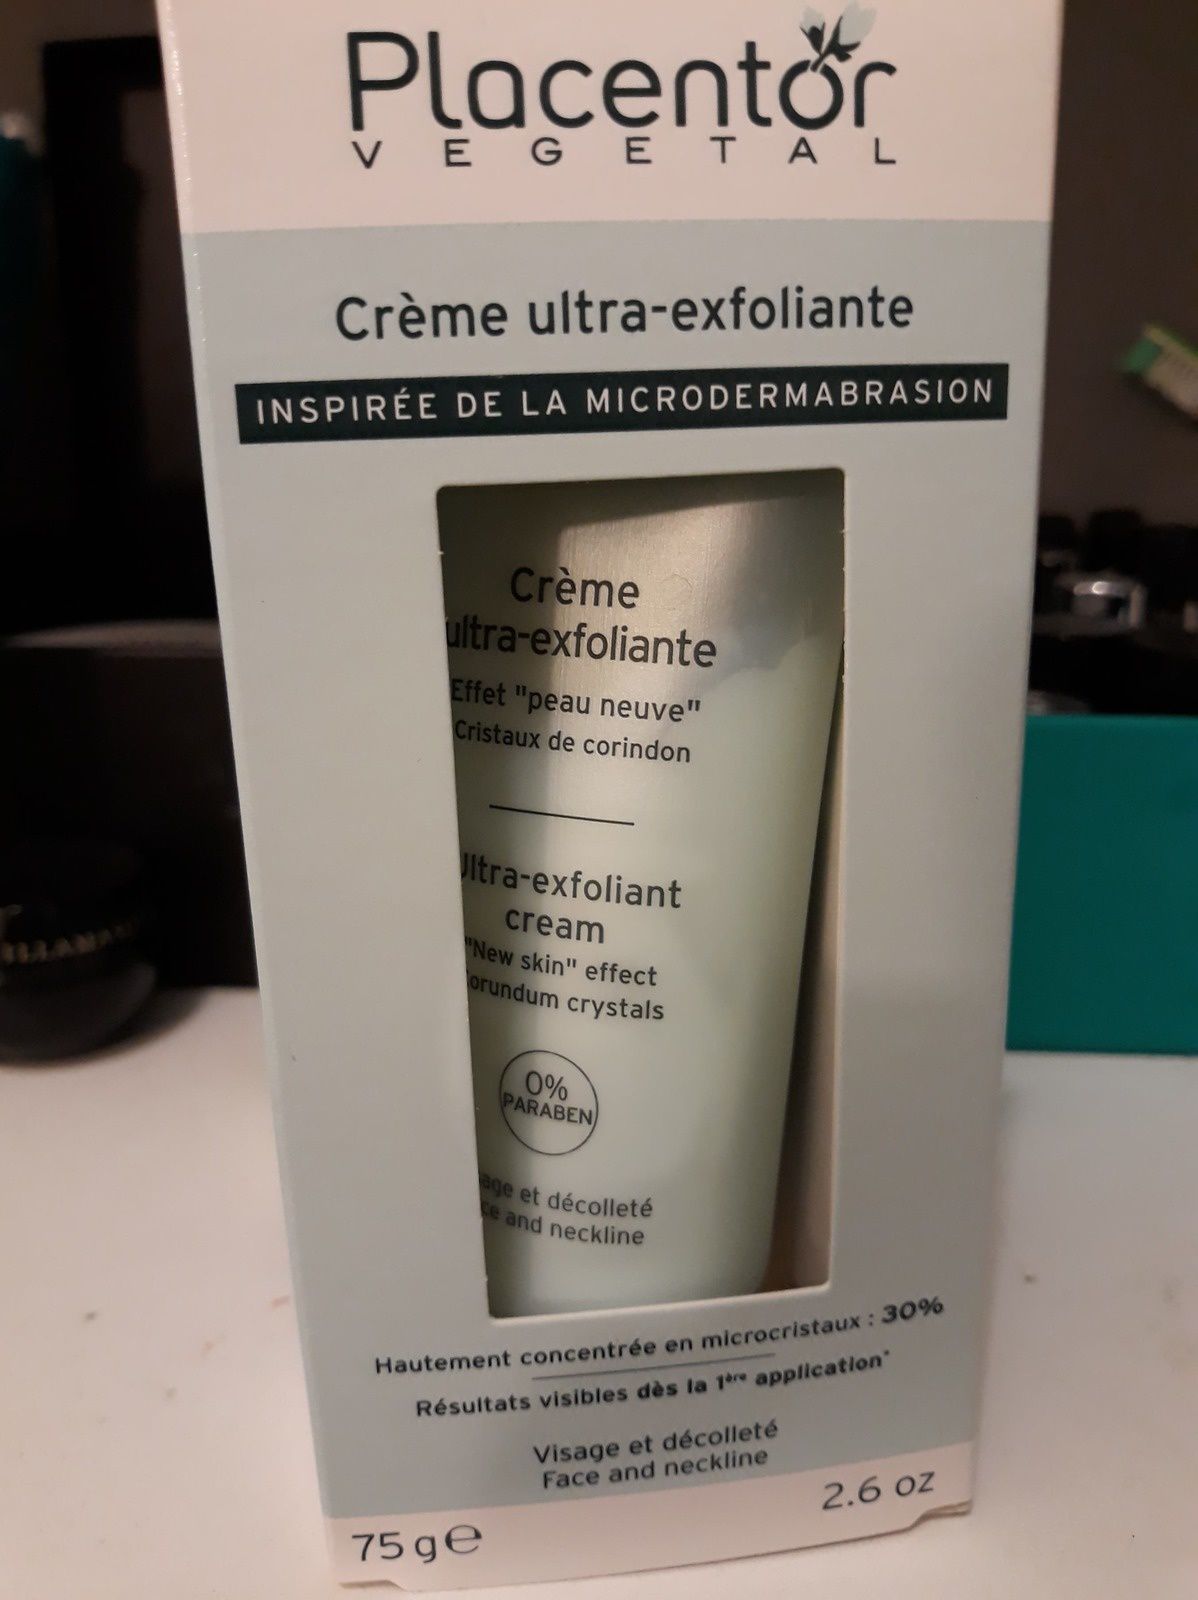 Placentor
VEGETAL
Crème ultra-exfoliante
INSPIRÉE DE LA MICRODERMABRASION
Crème
ultra-exfoliante
Effet "peau neuve"
Cristaux de corindon
Ultra-exfoliant
cream
"New skin" effect
orundum crystals
0%
PARABEN
age et décolleté
ce and neckline
Hautement concentrée en microcristaux : 30%
Résultats visibles dès la 1ère application*
Visage et décolleté
Face and neckline
75 g e
2.6 oz